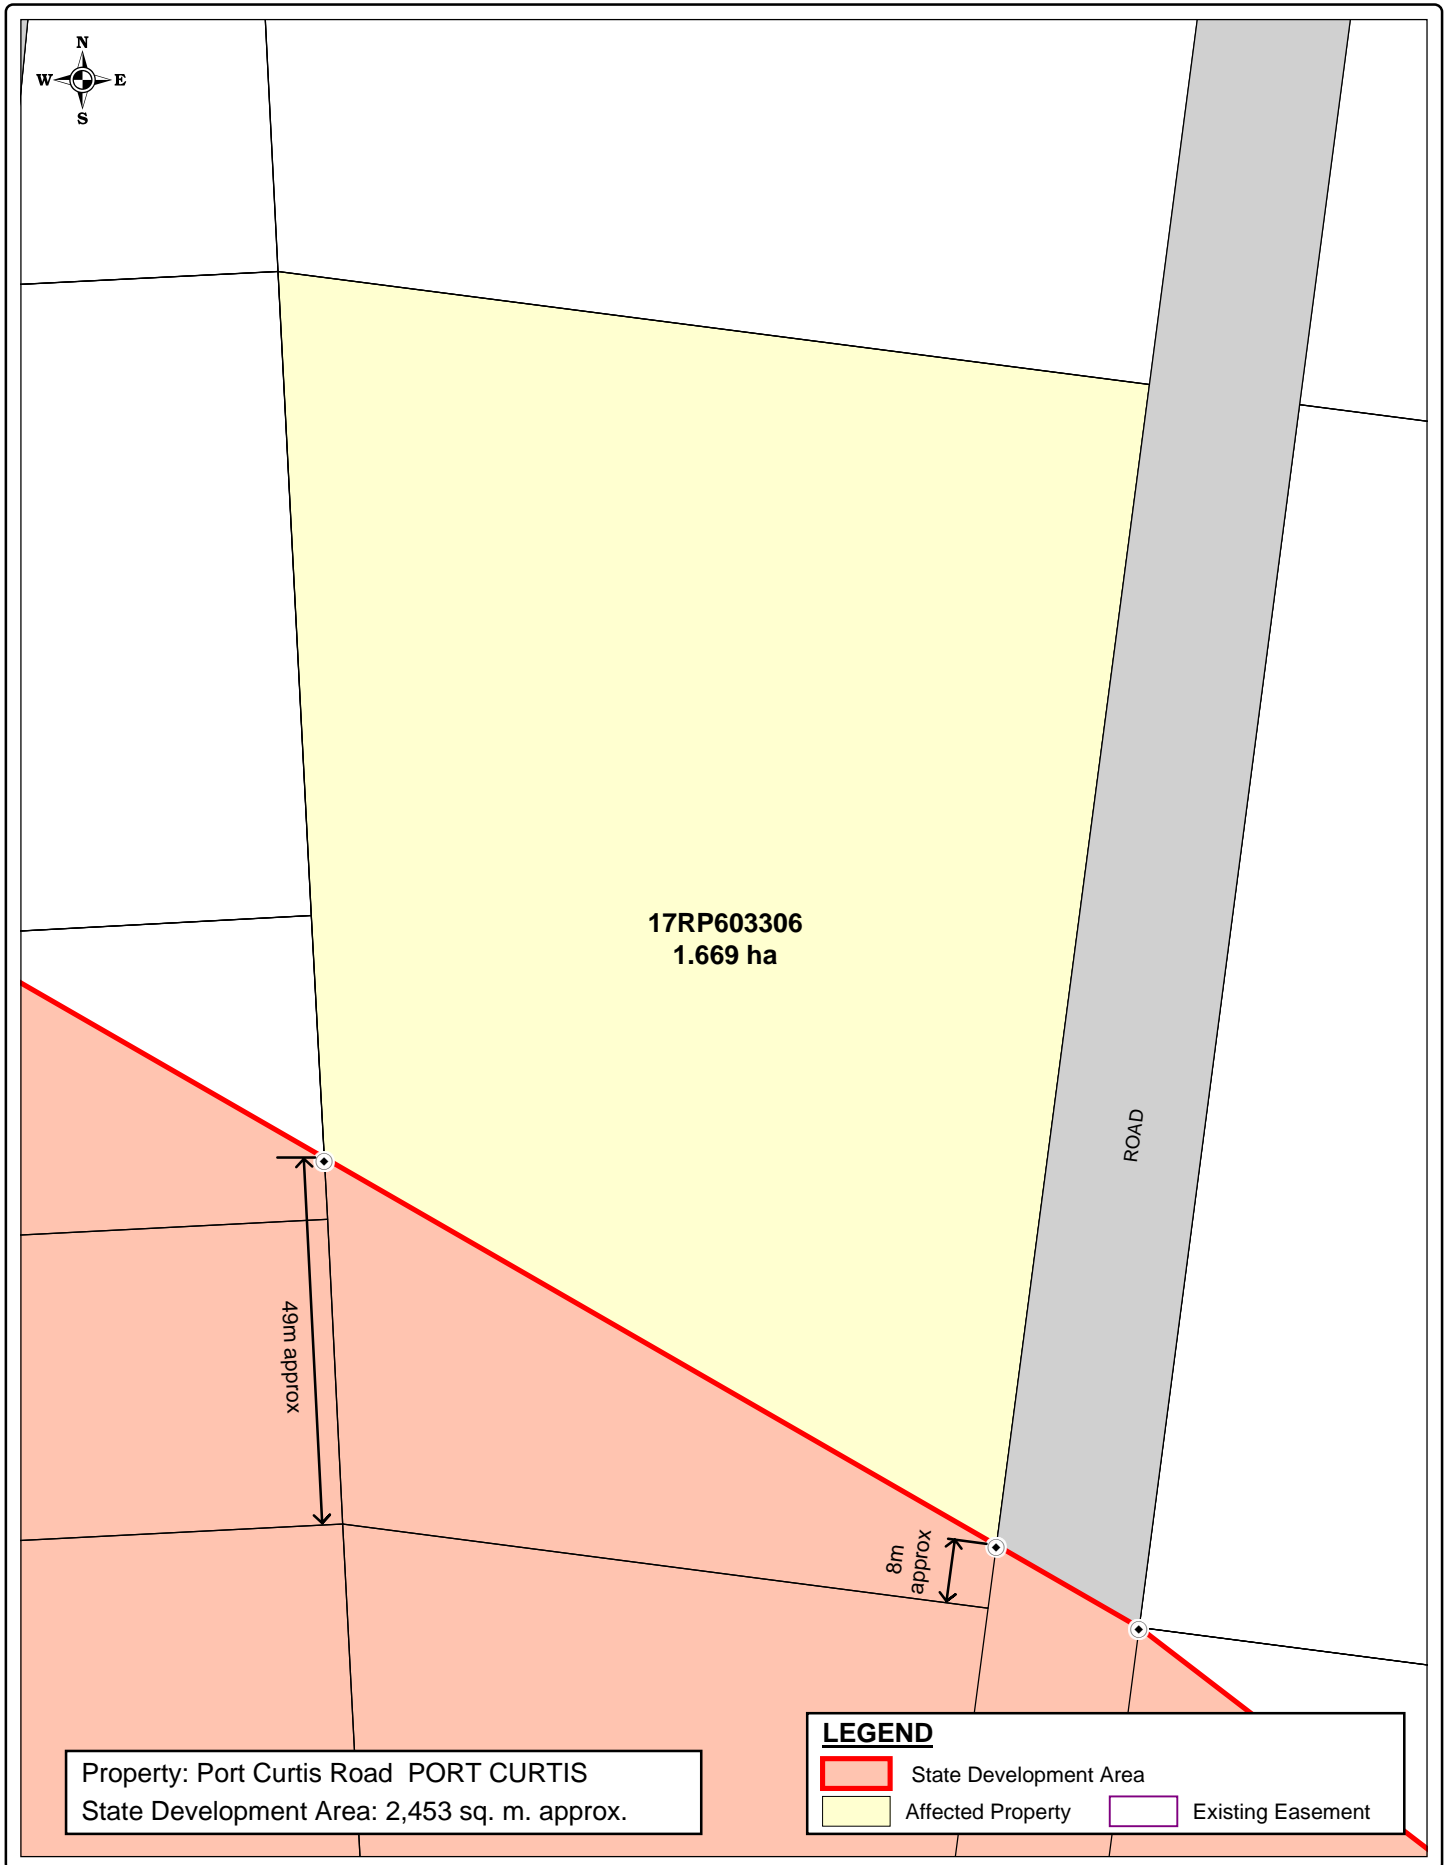 N
W E
S
17RP603306
1.669 ha
ROAD
49m approx
8m
approx
Property: Port Curtis Road PORT CURTIS
State Development Area: 2,453 sq. m. approx.
LEGEND
State Development Area
Affected Property Existing Easement